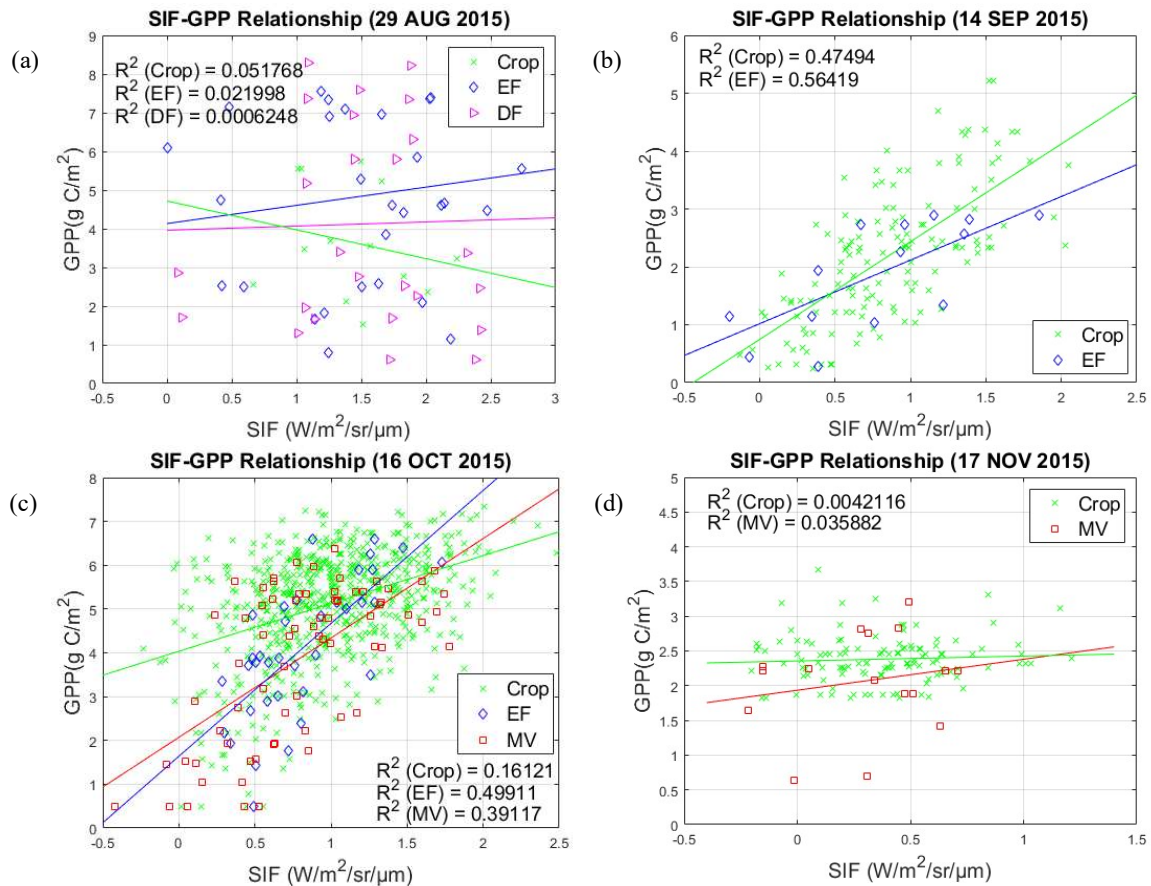 (a)
SIF-GPP Relationship (29 AUG 2015)
R² (Crop) = 0.051768
R² (EF) = 0.021998
R² (DF) = 0.0006248
Crop
EF
DF
GPP(g C/m²)
9
8
7
6
5
4
3
2
1
0
-0.5
0
0.5
1
1.5
2
2.5
3
SIF (W/m²/sr/μm)
(b)
SIF-GPP Relationship (14 SEP 2015)
R² (Crop) = 0.47494
R² (EF) = 0.56419
Crop
EF
GPP(g C/m²)
6
5
4
3
2
1
0
-0.5
0
0.5
1
1.5
2
2.5
SIF (W/m²/sr/μm)
(c)
SIF-GPP Relationship (16 OCT 2015)
Crop
EF
MV
R² (Crop) = 0.16121
R² (EF) = 0.49911
R² (MV) = 0.39117
GPP(g C/m²)
8
7
6
5
4
3
2
1
0
-0.5
0
0.5
1
1.5
2
2.5
SIF (W/m²/sr/μm)
(d)
SIF-GPP Relationship (17 NOV 2015)
R² (Crop) = 0.0042116
R² (MV) = 0.035882
Crop
MV
GPP(g C/m²)
5
4.5
4
3.5
3
2.5
2
1.5
1
0.5
0
-0.5
0
0.5
1
1.5
SIF (W/m²/sr/μm)